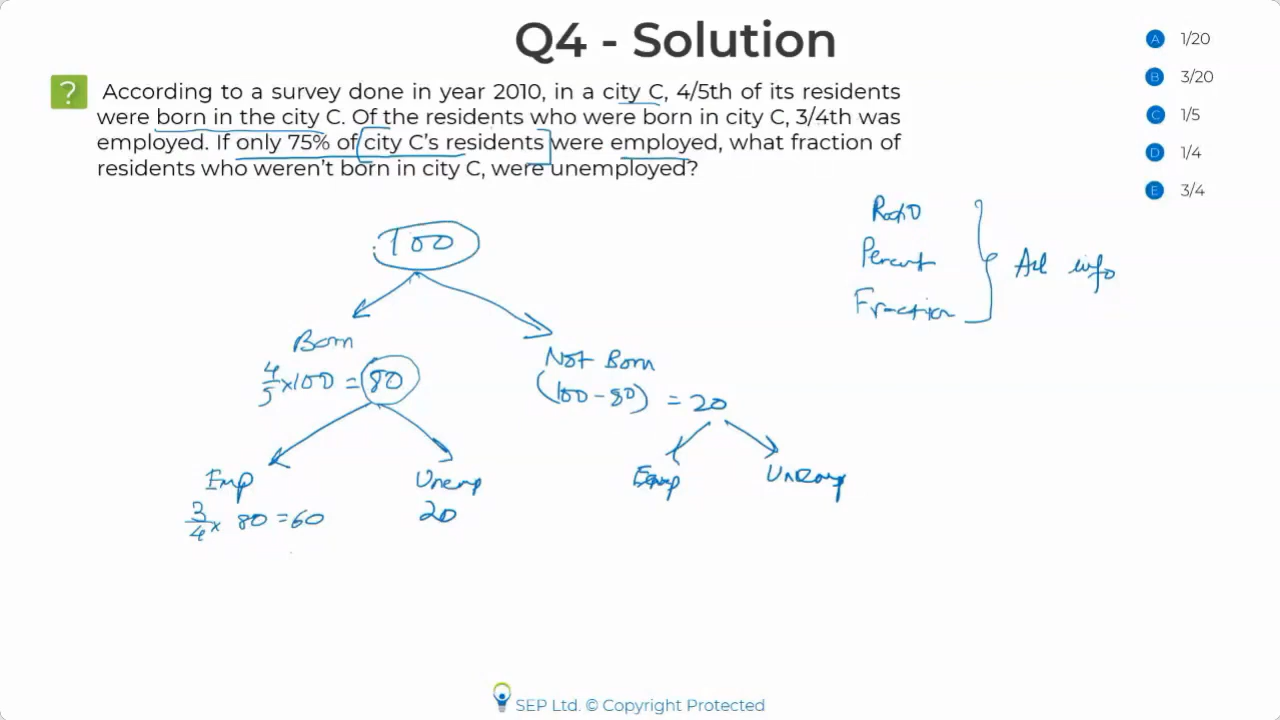 Q4 - Solution
A 1/20
? According to a survey done in year 2010, in a city C, 4/5th of its residents
B 3/20
were born in the city C. Of the residents who were born in city C, 3/4th was
C 1/5
employed. If only 75% of city C's residents were employed, what fraction of
D 1/4
residents who weren't born in city C, were unemployed?
E 3/4
Ratio
Percent
All info
Fraction
100
Born
Not Born
4/5 x 100 = 80
(100 - 80) = 20
Emp Unemp
Emp Unemp
3/4 x 80 = 60
20
SEP Ltd. © Copyright Protected